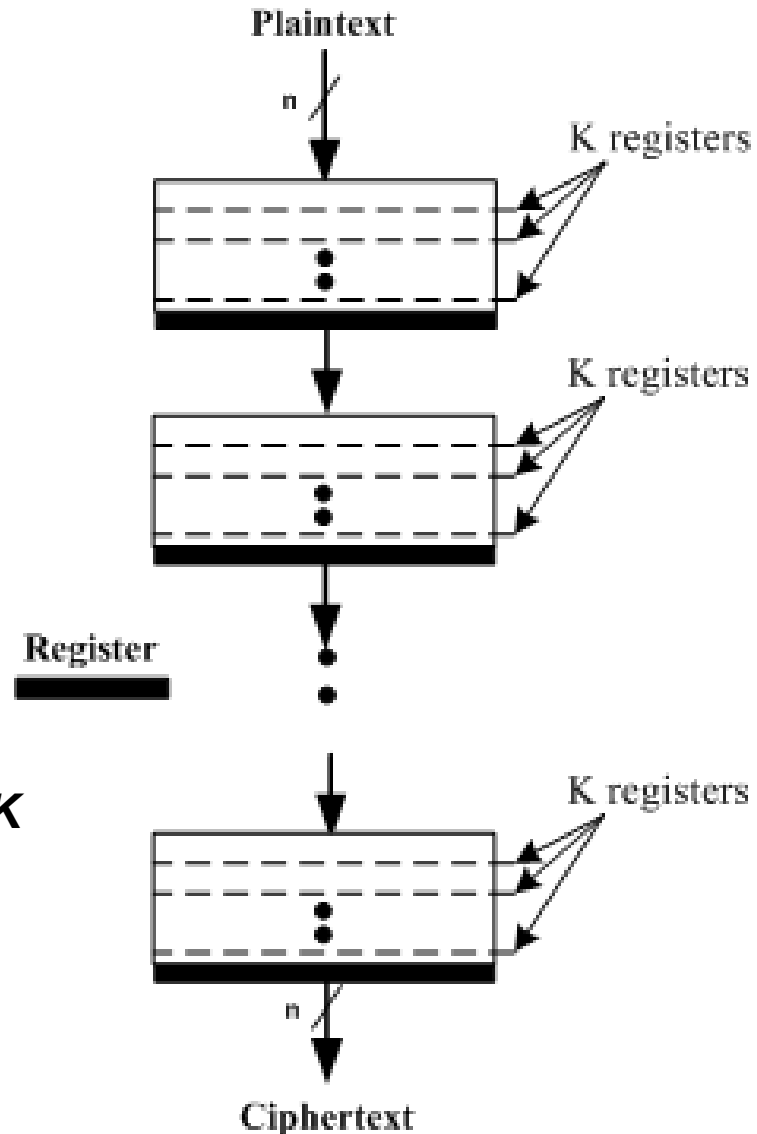 Plaintext
n
K registers
K registers
Register
K
K registers
n
Ciphertext